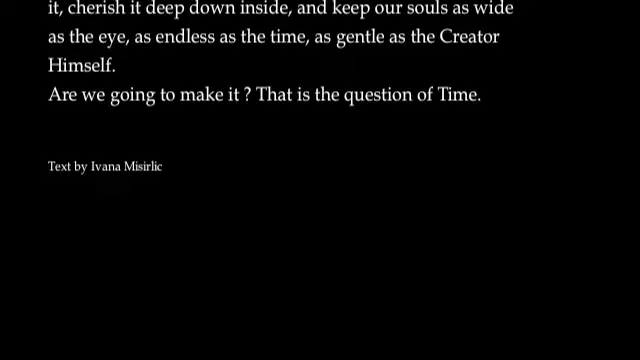 it, cherish it deep down inside, and keep our souls as wide
as the eye, as endless as the time, as gentle as the Creator
Himself.
Are we going to make it ? That is the question of Time.
Text by Ivana Misirlic